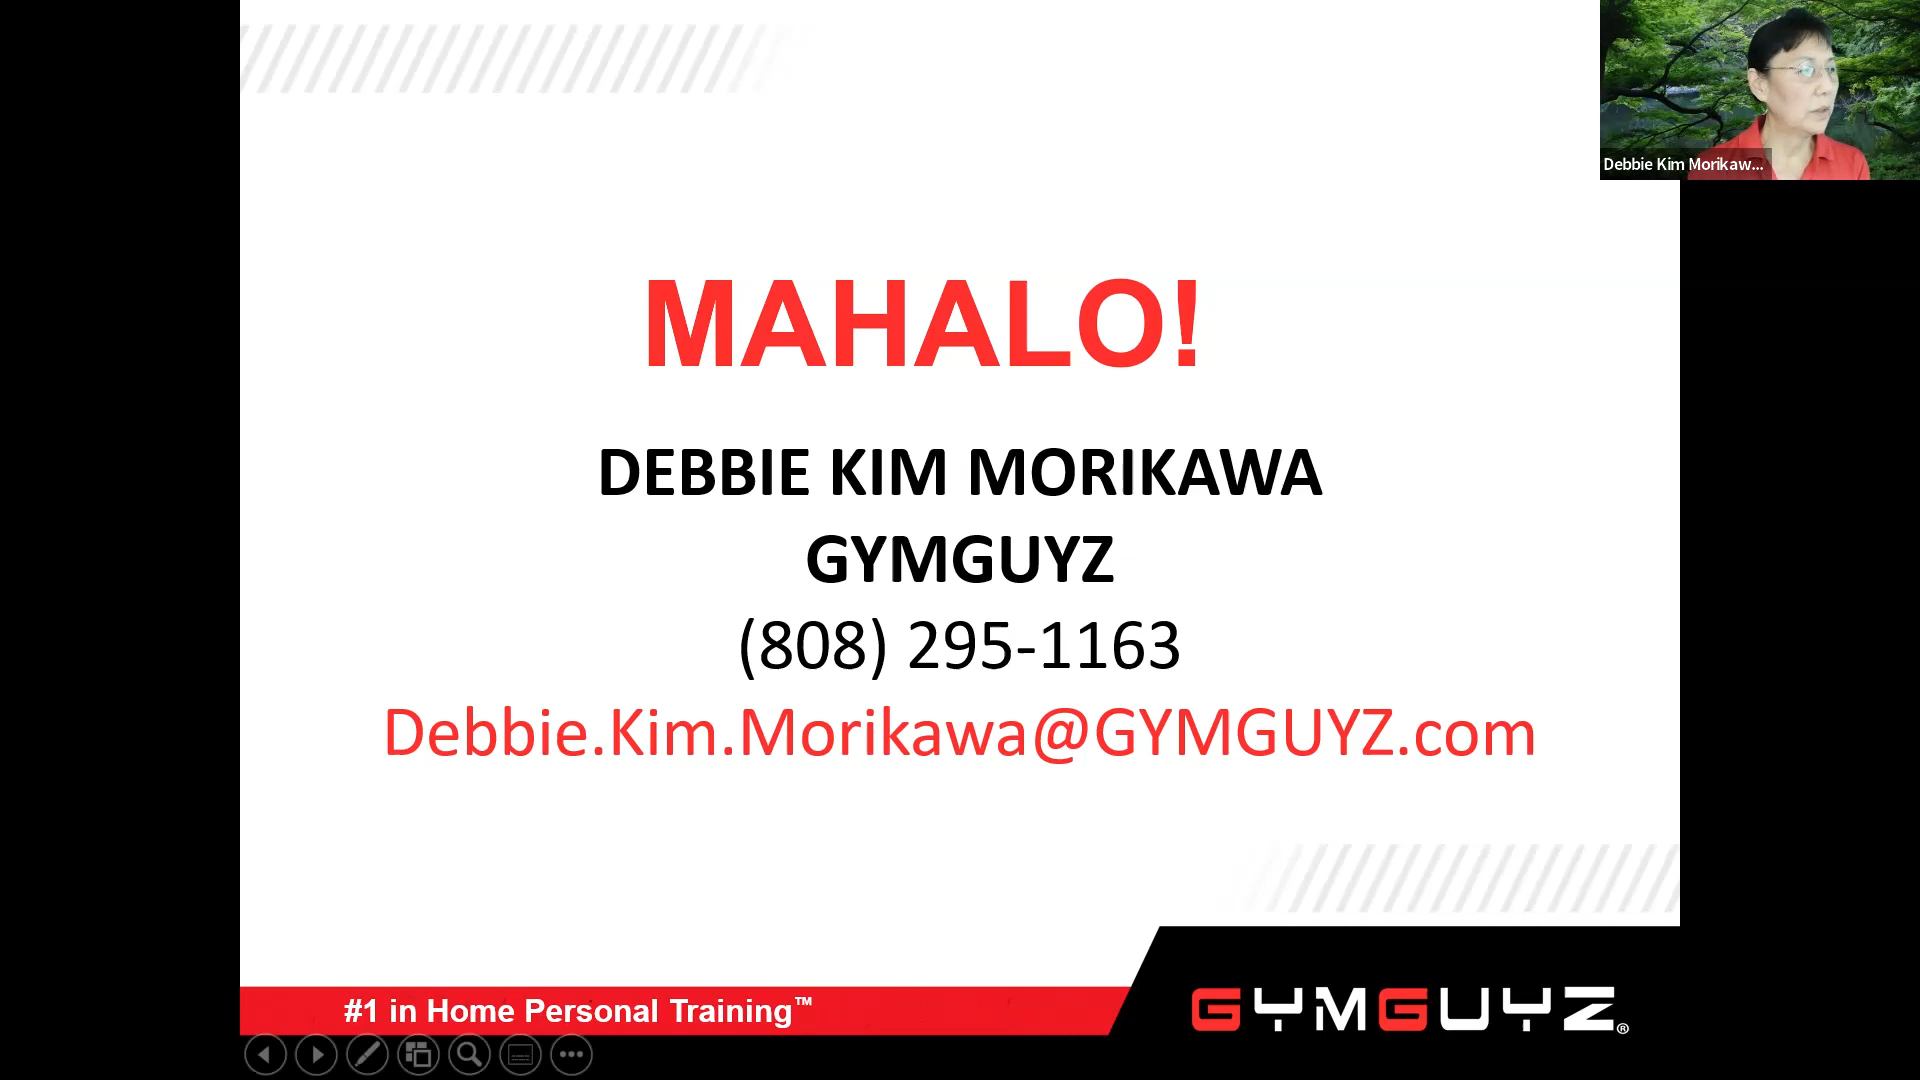 MAHALO!
DEBBIE KIM MORIKAWA
GYMGUYZ
(808) 295-1163
Debbie.Kim.Morikawa@GYMGUYZ.com
#1 in Home Personal Training™
GYMGUYZ®
Debbie Kim Morikaw...